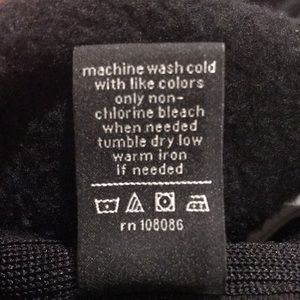 machine wash cold
with like colors
only non-
chlorine bleach
when needed
tumble dry low
warm iron
if needed
rn 108086